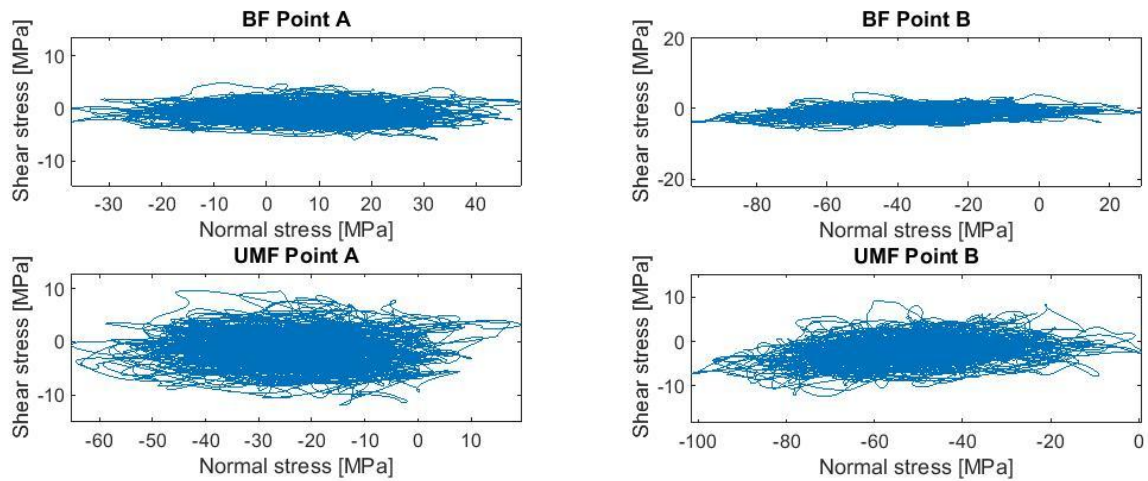 BF Point A
Shear stress [MPa]
10
0
-10
-30 -20 -10 0 10 20 30 40
Normal stress [MPa]
BF Point B
Shear stress [MPa]
20
0
-20
-80 -60 -40 -20 0 20
Normal stress [MPa]
UMF Point A
Shear stress [MPa]
10
0
-10
-60 -50 -40 -30 -20 -10 0 10
Normal stress [MPa]
UMF Point B
Shear stress [MPa]
10
0
-10
-100 -80 -60 -40 -20 0
Normal stress [MPa]